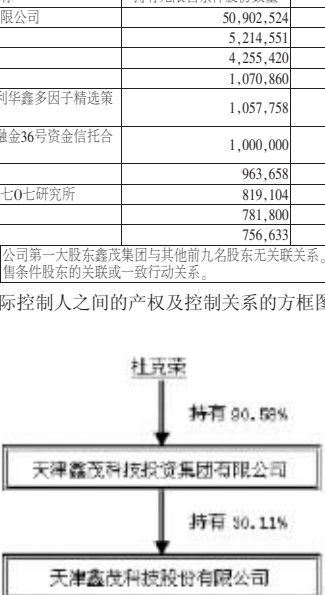 限公司 50,902,524
5,214,551
4,255,420
1,070,860
利华鑫多因子精选策 1,057,758
融金36号资金信托合 1,000,000
963,658
七O七研究所 819,104
781,800
756,633
公司第一大股东鑫茂集团与其他前九名股东无关联关系。
售条件股东的关联或一致行动关系。
际控制人之间的产权及控制关系的方框图
杜克荣
持有 90.58%
天津鑫茂科技投资集团有限公司
持有 30.11%
天津鑫茂科技股份有限公司